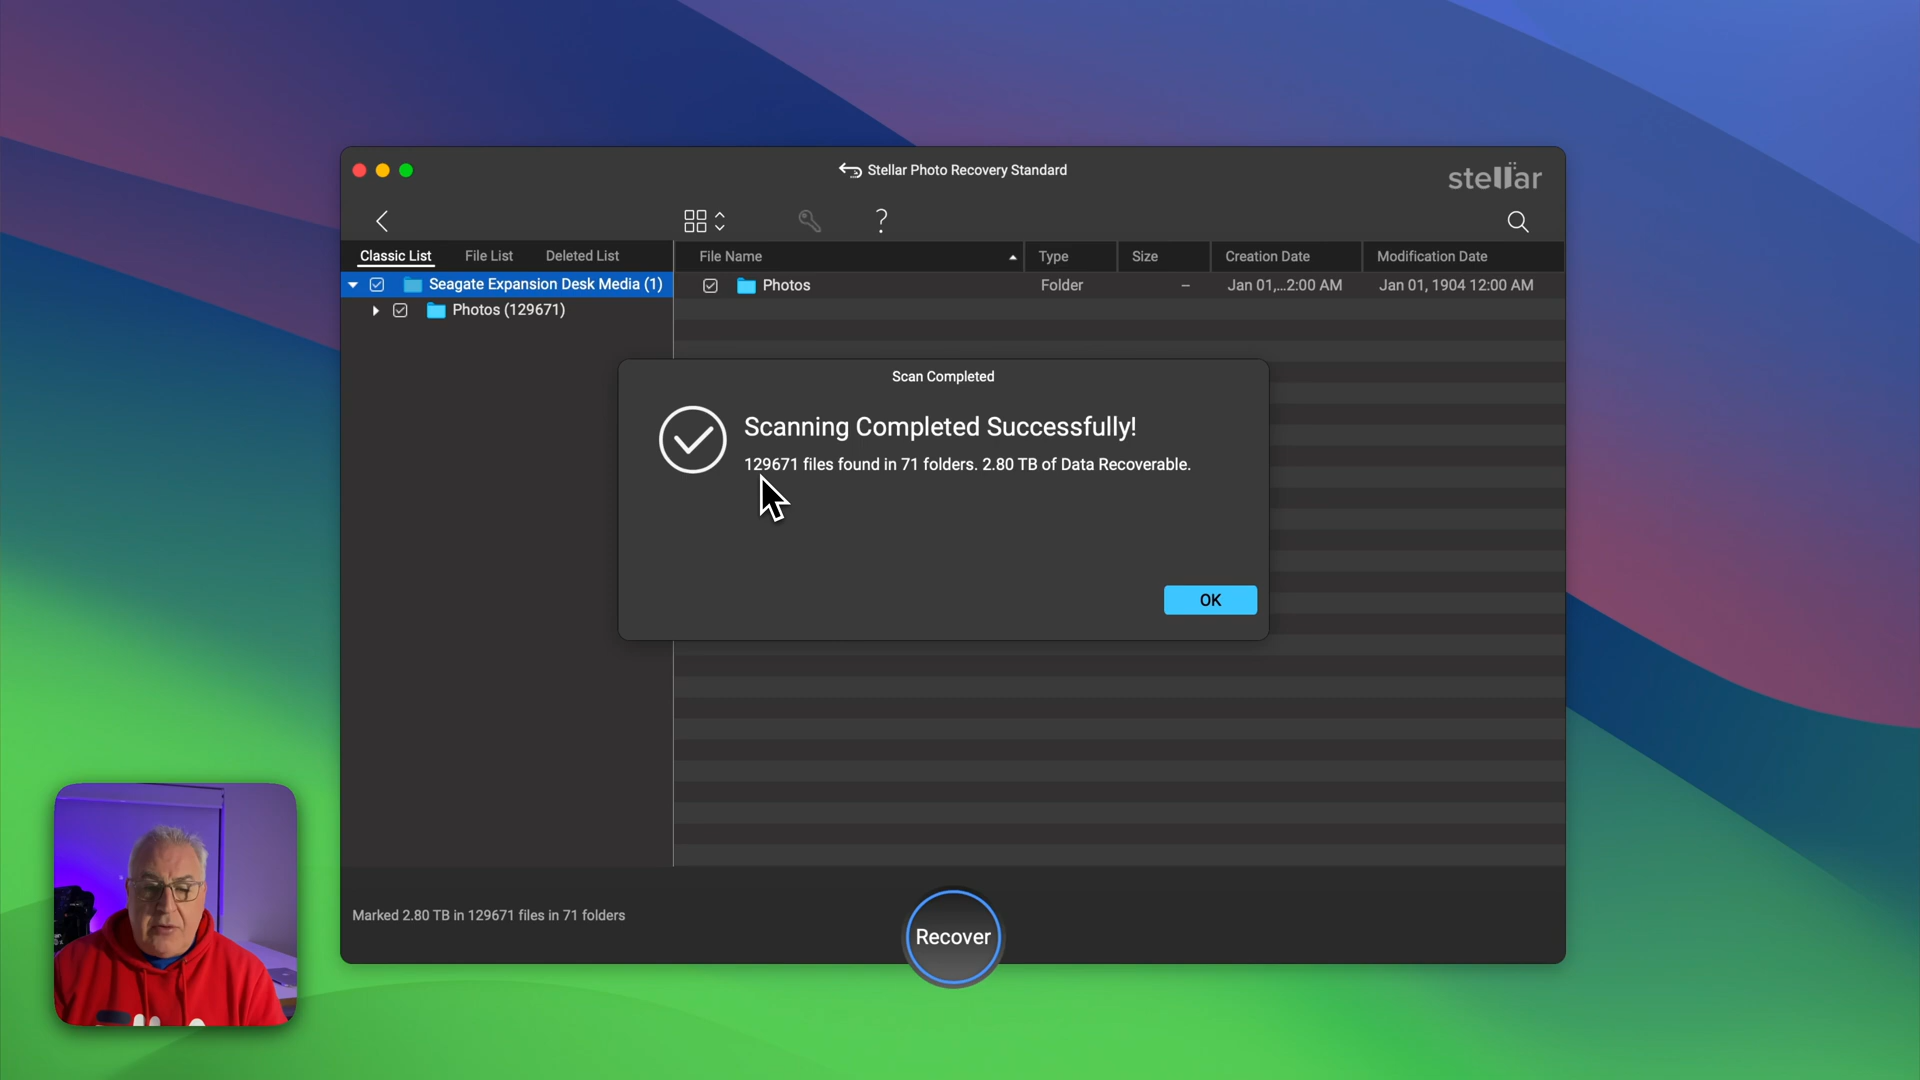 Stellar Photo Recovery Standard
stellar
?
Classic List
File List
Deleted List
File Name
Type
Size
Creation Date
Modification Date
Seagate Expansion Desk Media (1)
Photos (129671)
Photos
Folder
–
Jan 01,...2:00 AM
Jan 01, 1904 12:00 AM
Scan Completed
Scanning Completed Successfully!
129671 files found in 71 folders. 2.80 TB of Data Recoverable.
OK
Marked 2.80 TB in 129671 files in 71 folders
Recover